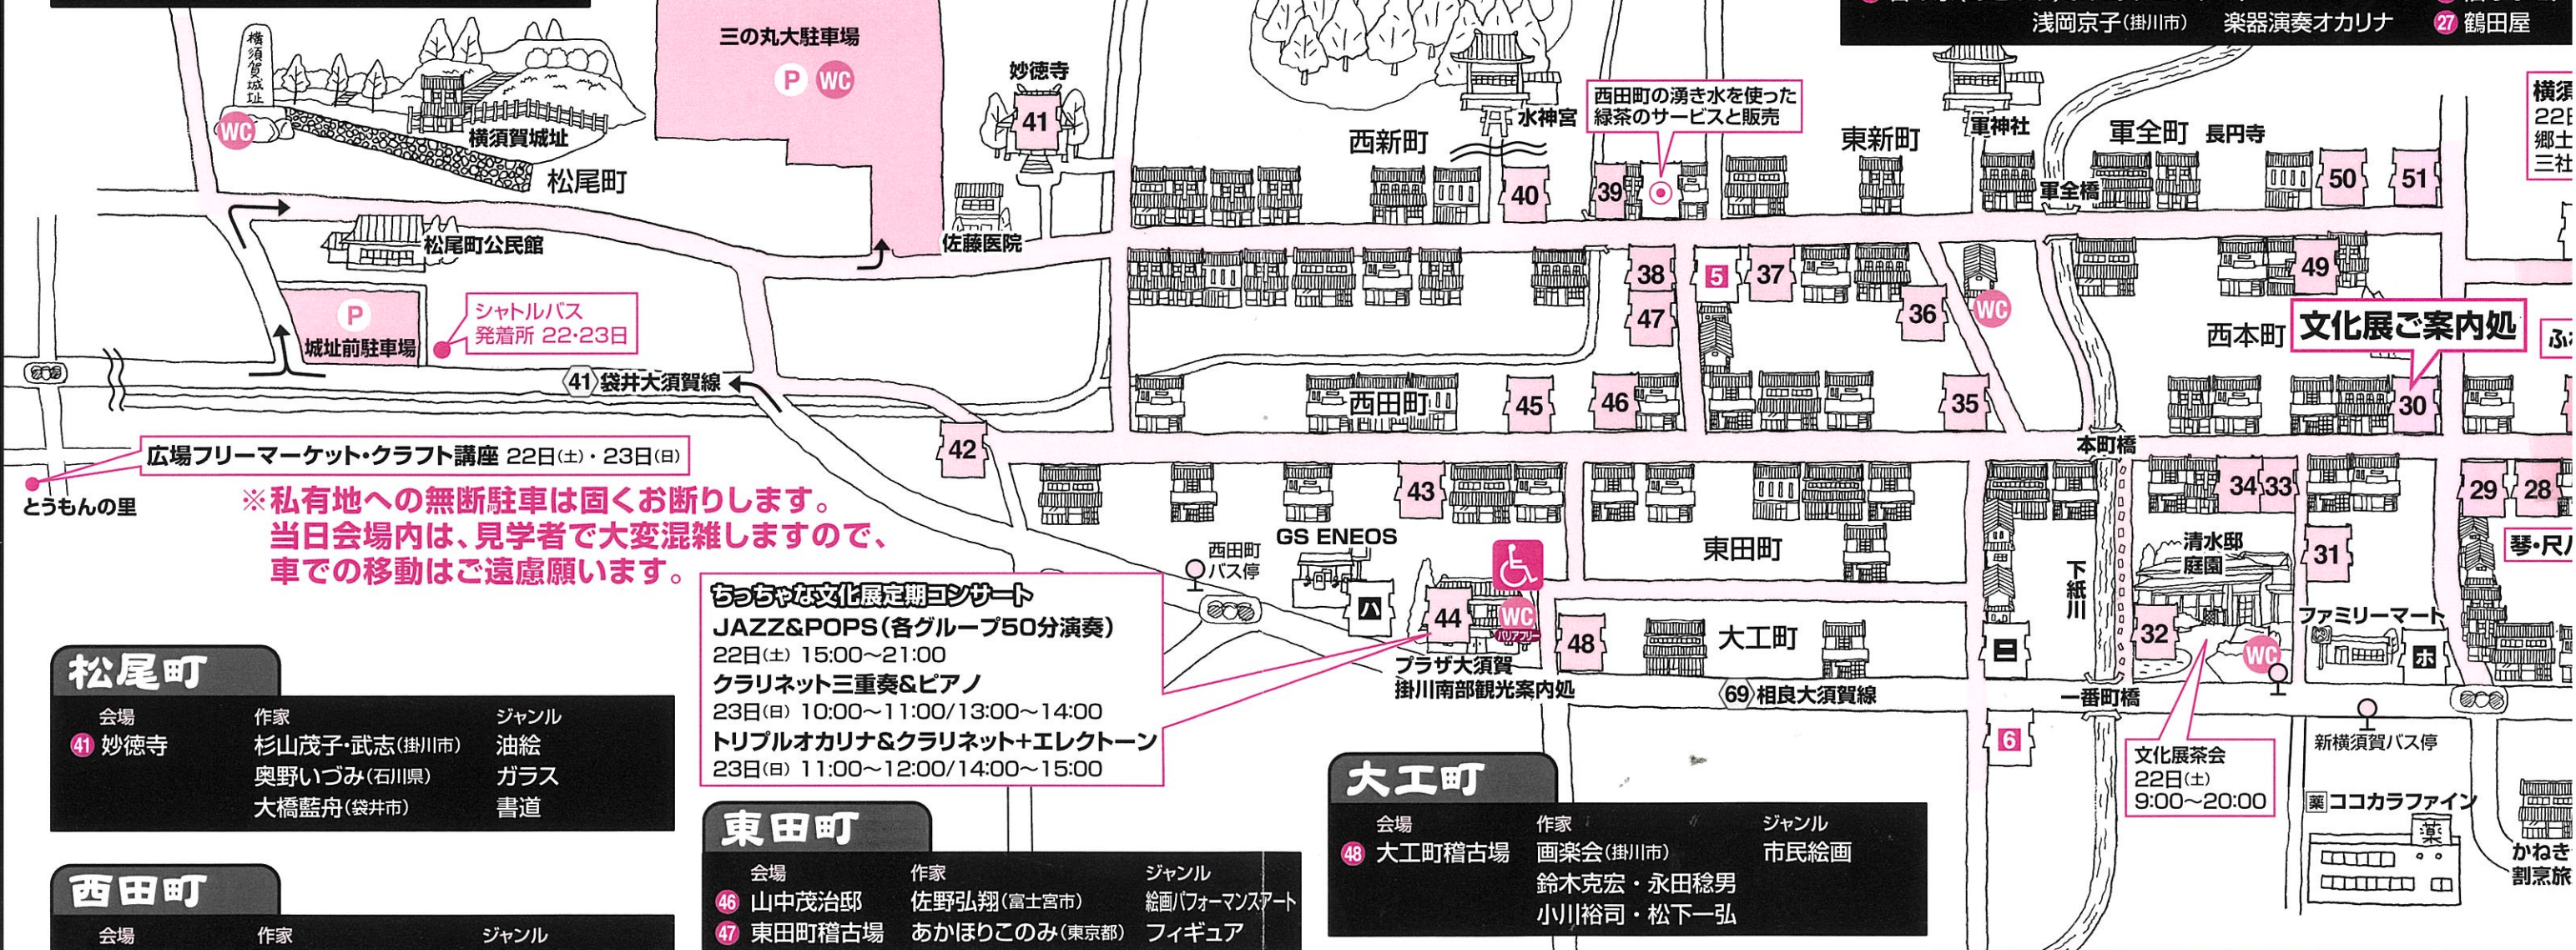 浅岡京子(掛川市) 楽器演奏オカリナ
27 鶴田屋
横須賀城址
WC
横須賀城址
松尾町
三の丸大駐車場
P WC
妙徳寺
41
佐藤医院
松尾町公民館
P
城址前駐車場
シャトルバス
発着所 22・23日
41 袋井大須賀線
広場フリーマーケット・クラフト講座 22日(土)・23日(日)
とうもんの里
※私有地への無断駐車は固くお断りします。
当日会場内は、見学者で大変混雑しますので、
車での移動はご遠慮願います。
西新町
水神宮
西田町の湧き水を使った
緑茶のサービスと販売
東新町
軍神社
軍全町
長円寺
軍全橋
40
39
50
51
38
5
37
47
36
WC
49
西本町
文化展ご案内処
横須
22日
郷土
三社
ふ
西田町
45
46
35
30
本町橋
42
43
34
33
29
28
GS ENEOS
西田町
バス停
ハ
44
WC
バリアフリー
プラザ大須賀
掛川南部観光案内処
東田町
48
大工町
69 相良大須賀線
ニ
6
下紙川
一番町橋
清水邸
庭園
31
32
WC
ファミリーマート
ホ
琴・尺八
新横須賀バス停
文化展茶会
22日(土)
9:00〜20:00
薬 ココカラファイン
薬
かねき
割烹旅
ちっちゃな文化展定期コンサート
JAZZ&POPS(各グループ50分演奏)
22日(土) 15:00〜21:00
クラリネット三重奏&ピアノ
23日(日) 10:00〜11:00/13:00〜14:00
トリプルオカリナ&クラリネット+エレクトーン
23日(日) 11:00〜12:00/14:00〜15:00
松尾町
会場 作家 ジャンル
41 妙徳寺 杉山茂子・武志(掛川市) 油絵
奥野いづみ(石川県) ガラス
大橋藍舟(袋井市) 書道
西田町
会場 作家 ジャンル
東田町
会場 作家 ジャンル
46 山中茂治邸 佐野弘翔(富士宮市) 絵画パフォーマンスアート
47 東田町稽古場 あかほりこのみ(東京都) フィギュア
大工町
会場 作家 ジャンル
48 大工町稽古場 画楽会(掛川市) 市民絵画
鈴木克宏・永田稔男
小川裕司・松下一弘